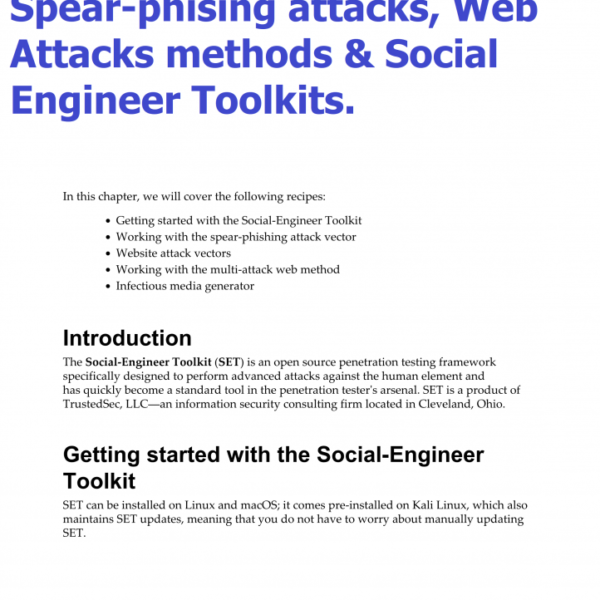 Spear-phising attacks, Web
Attacks methods & Social
Engineer Toolkits.
In this chapter, we will cover the following recipes:
• Getting started with the Social-Engineer Toolkit
• Working with the spear-phishing attack vector
• Website attack vectors
• Working with the multi-attack web method
• Infectious media generator
Introduction
The Social-Engineer Toolkit (SET) is an open source penetration testing framework
specifically designed to perform advanced attacks against the human element and
has quickly become a standard tool in the penetration tester's arsenal. SET is a product of
TrustedSec, LLC—an information security consulting firm located in Cleveland, Ohio.
Getting started with the Social-Engineer
Toolkit
SET can be installed on Linux and macOS; it comes pre-installed on Kali Linux, which also
maintains SET updates, meaning that you do not have to worry about manually updating
SET.